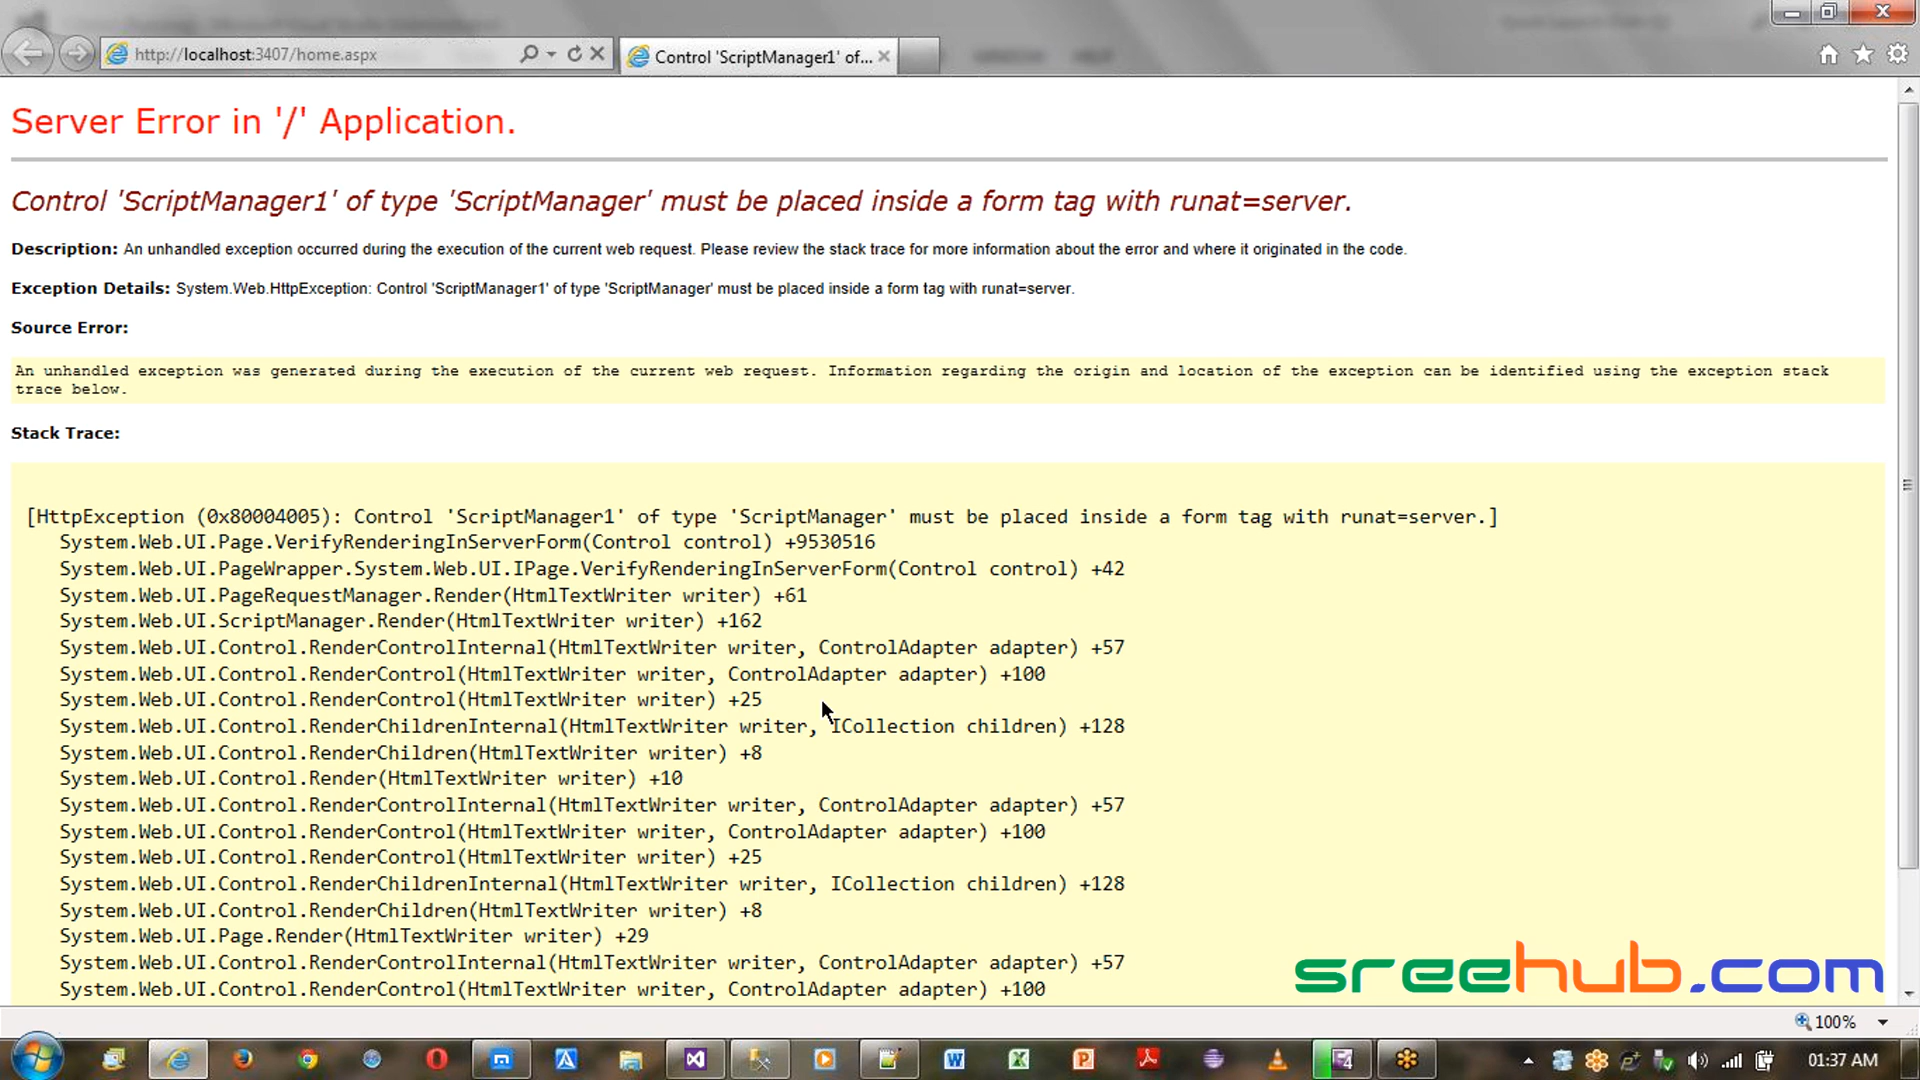 http://localhost:3407/home.aspx
Control 'ScriptManager1' of...
Server Error in '/' Application.
Control 'ScriptManager1' of type 'ScriptManager' must be placed inside a form tag with runat=server.
Description: An unhandled exception occurred during the execution of the current web request. Please review the stack trace for more information about the error and where it originated in the code.
Exception Details: System.Web.HttpException: Control 'ScriptManager1' of type 'ScriptManager' must be placed inside a form tag with runat=server.
Source Error:
An unhandled exception was generated during the execution of the current web request. Information regarding the origin and location of the exception can be identified using the exception stack
trace below.
Stack Trace:
[HttpException (0x80004005): Control 'ScriptManager1' of type 'ScriptManager' must be placed inside a form tag with runat=server.]
System.Web.UI.Page.VerifyRenderingInServerForm(Control control) +9530516
System.Web.UI.PageWrapper.System.Web.UI.IPage.VerifyRenderingInServerForm(Control control) +42
System.Web.UI.PageRequestManager.Render(HtmlTextWriter writer) +61
System.Web.UI.ScriptManager.Render(HtmlTextWriter writer) +162
System.Web.UI.Control.RenderControlInternal(HtmlTextWriter writer, ControlAdapter adapter) +57
System.Web.UI.Control.RenderControl(HtmlTextWriter writer, ControlAdapter adapter) +100
System.Web.UI.Control.RenderControl(HtmlTextWriter writer) +25
System.Web.UI.Control.RenderChildrenInternal(HtmlTextWriter writer, ICollection children) +128
System.Web.UI.Control.RenderChildren(HtmlTextWriter writer) +8
System.Web.UI.Control.Render(HtmlTextWriter writer) +10
System.Web.UI.Control.RenderControlInternal(HtmlTextWriter writer, ControlAdapter adapter) +57
System.Web.UI.Control.RenderControl(HtmlTextWriter writer, ControlAdapter adapter) +100
System.Web.UI.Control.RenderControl(HtmlTextWriter writer) +25
System.Web.UI.Control.RenderChildrenInternal(HtmlTextWriter writer, ICollection children) +128
System.Web.UI.Control.RenderChildren(HtmlTextWriter writer) +8
System.Web.UI.Page.Render(HtmlTextWriter writer) +29
System.Web.UI.Control.RenderControlInternal(HtmlTextWriter writer, ControlAdapter adapter) +57
System.Web.UI.Control.RenderControl(HtmlTextWriter writer, ControlAdapter adapter) +100
sreehub.com
100%
01:37 AM